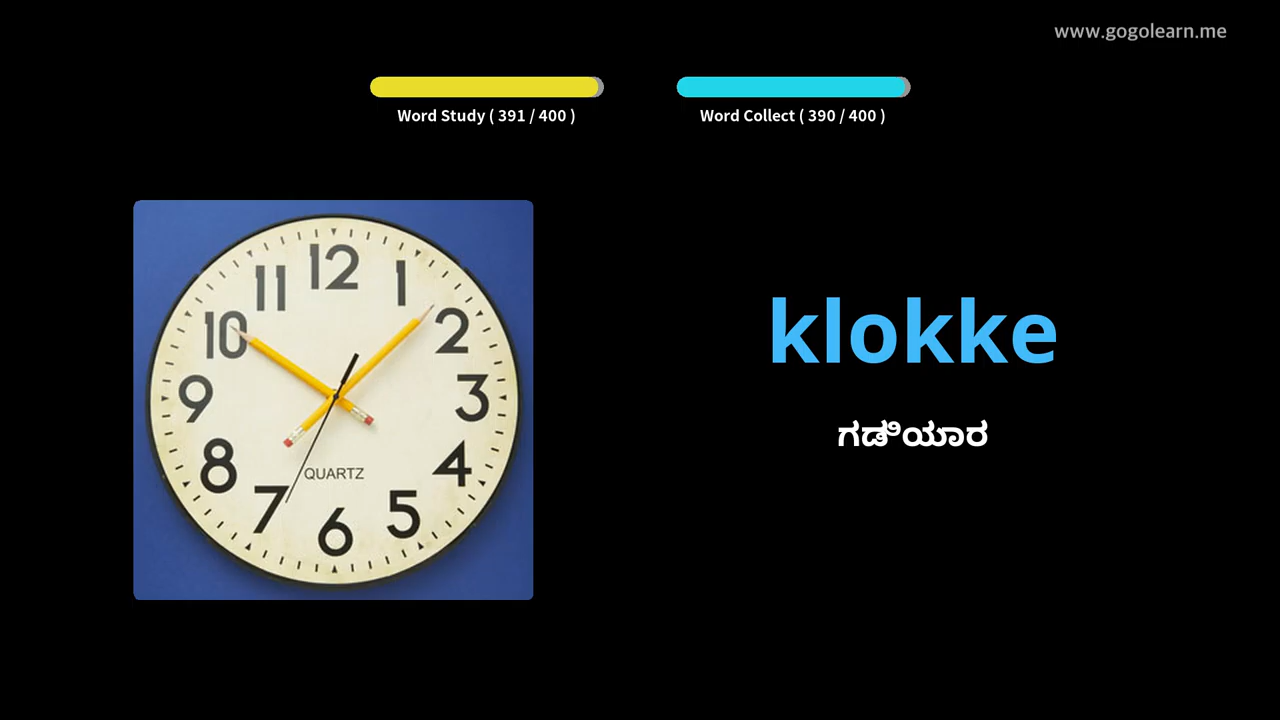 www.gogolearn.me
Word Study ( 391 / 400 )
Word Collect ( 390 / 400 )
12
11
1
10
2
9
3
8
4
7
5
6
QUARTZ
klokke
ಗಡಿಯಾರ